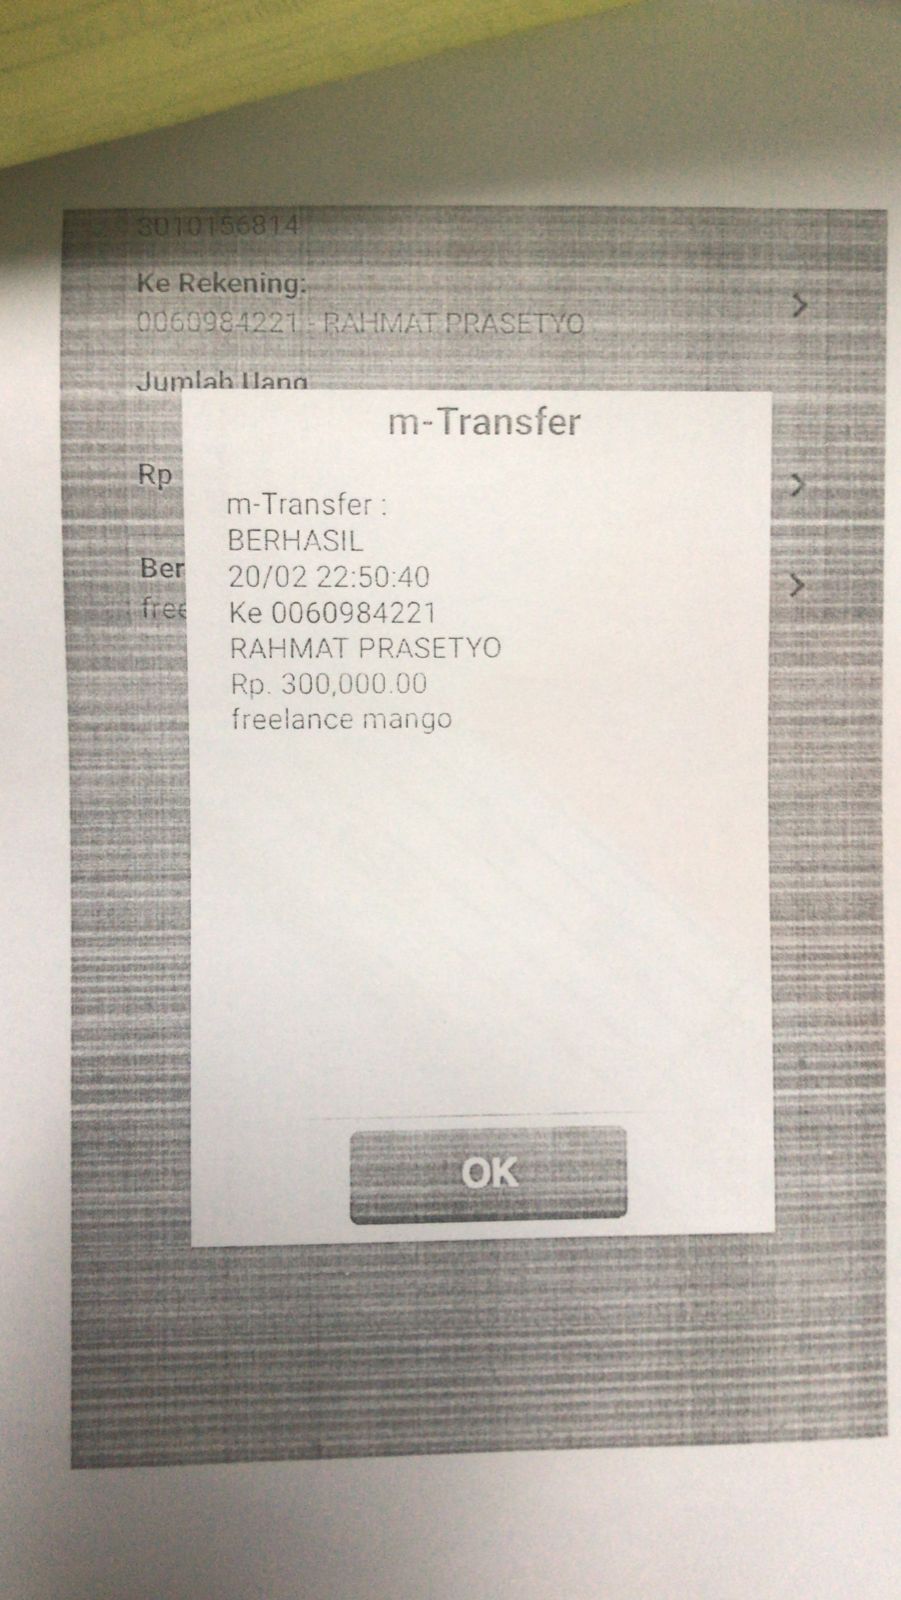 3010156814
Ke Rekening:
0060984221 - RAHMAT PRASETYO
Jumlah Uang
m-Transfer
Rp
m-Transfer :
BERHASIL
Ber
20/02 22:50:40
free
Ke 0060984221
RAHMAT PRASETYO
Rp. 300,000.00
freelance mango
OK